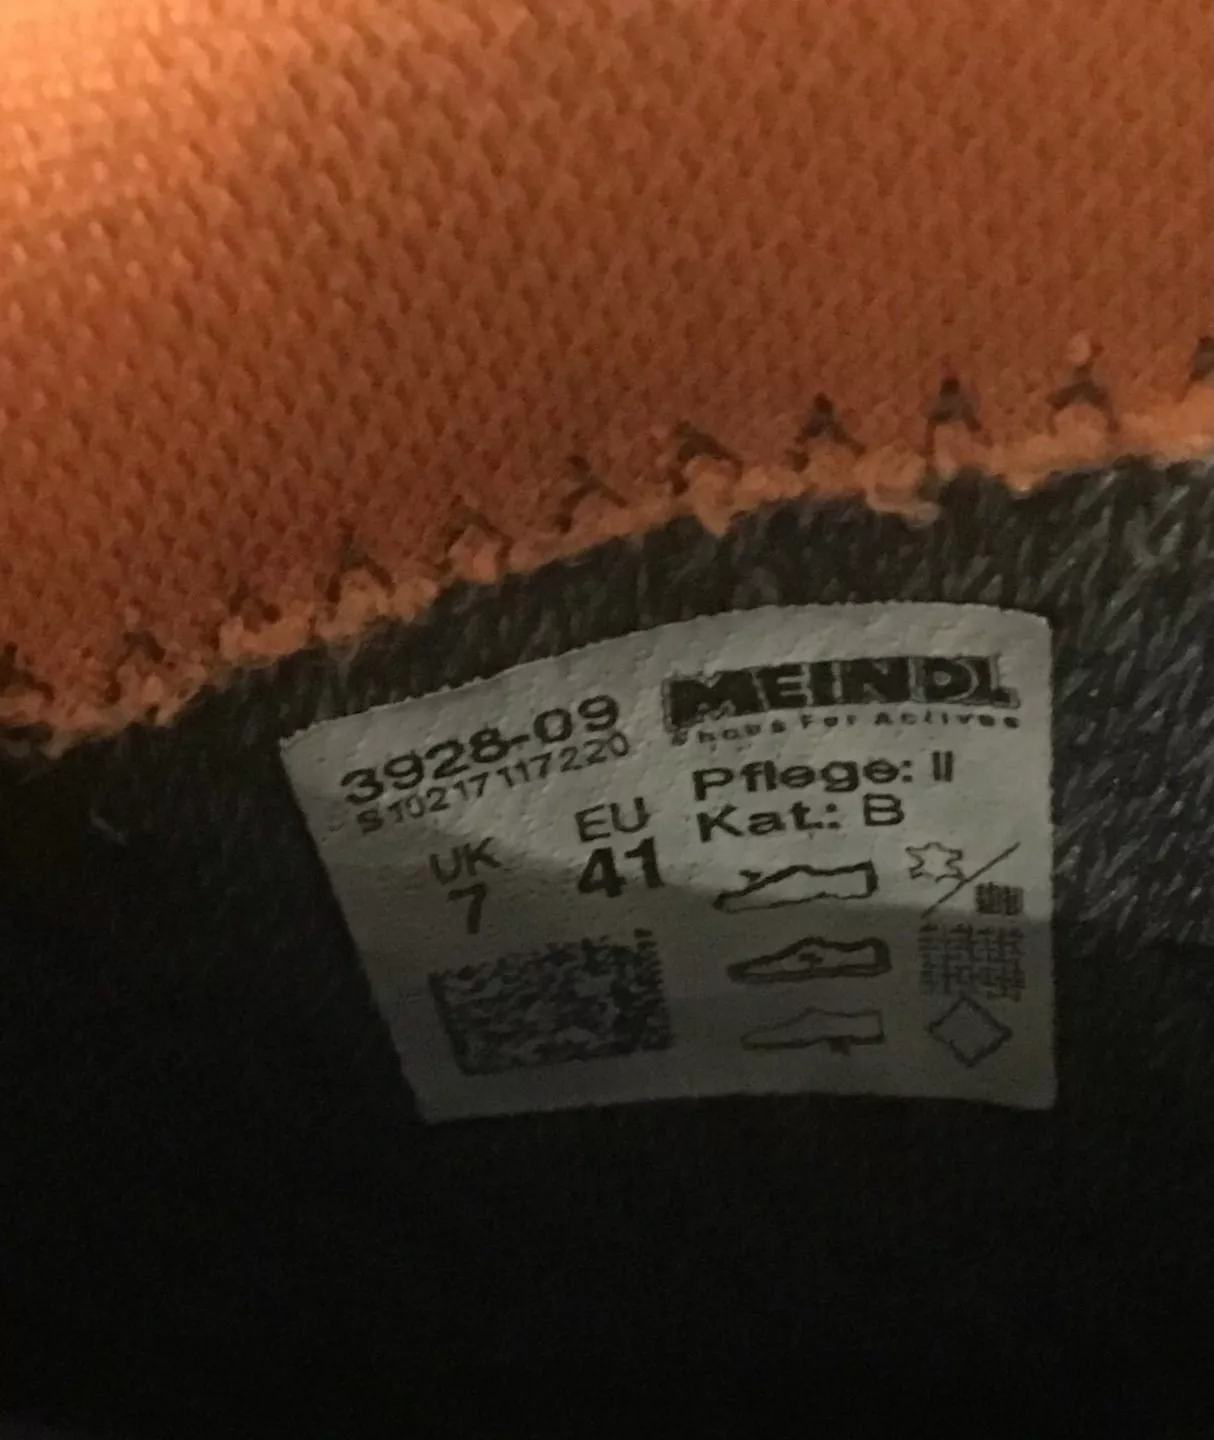 3928-09
S10217117220
UK
7
EU
41
MEINDL
Shoes For Actives
Pflege: II
Kat.: B